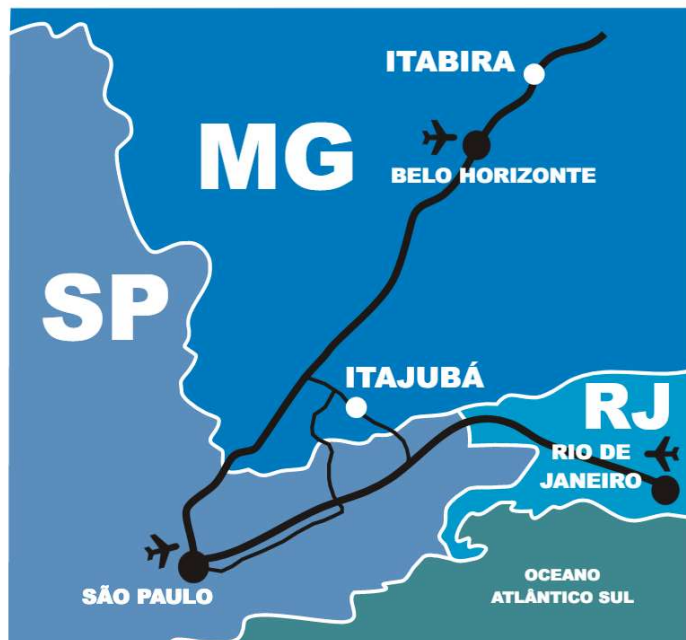 ITABIRA
MG
BELO HORIZONTE
SP
ITAJUBÁ
RJ
RIO DE
JANEIRO
SÃO PAULO
OCEANO
ATLÂNTICO SUL